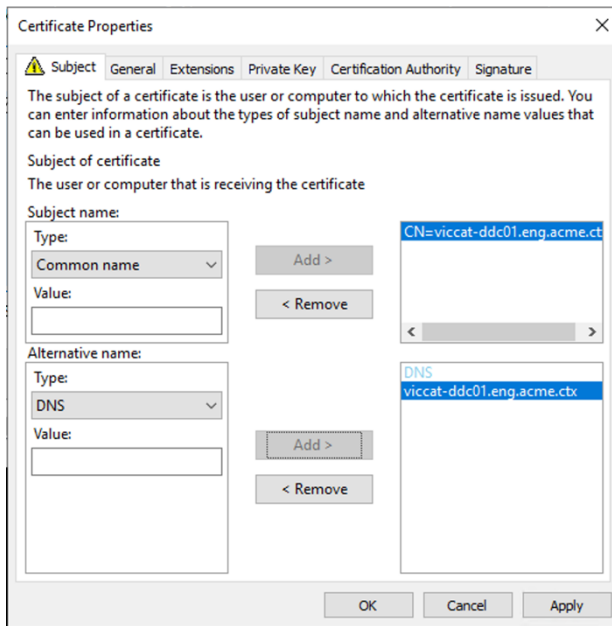 Certificate Properties
Subject General Extensions Private Key Certification Authority Signature
The subject of a certificate is the user or computer to which the certificate is issued. You
can enter information about the types of subject name and alternative name values that
can be used in a certificate.
Subject of certificate
The user or computer that is receiving the certificate
Subject name:
Type:
Common name
Value:
Add >
< Remove
CN=viccat-ddc01.eng.acme.ct
Alternative name:
Type:
DNS
Value:
Add >
< Remove
DNS
viccat-ddc01.eng.acme.ctx
OK Cancel Apply